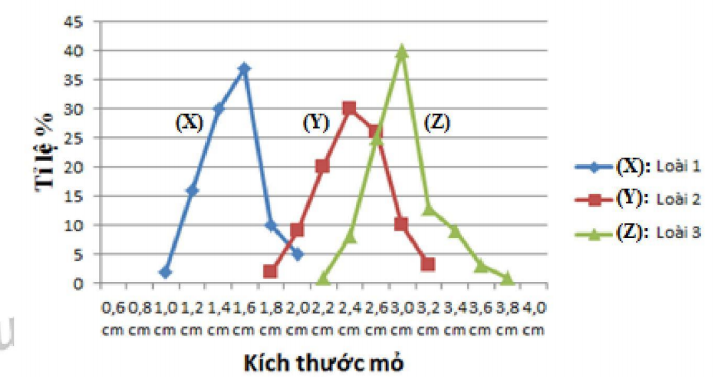 45
40
35
30
25
20
15
10
5
0
Tỉ lệ %
(X)
(Y)
(Z)
(X): Loài 1
(Y): Loài 2
(Z): Loài 3
0,6 0,8 1,0 1,2 1,4 1,6 1,8 2,0 2,2 2,4 2,6 3,0 3,2 3,4 3,6 3,8 4,0
cm cm cm cm cm cm cm cm cm cm cm cm cm cm cm cm cm
Kích thước mỏ